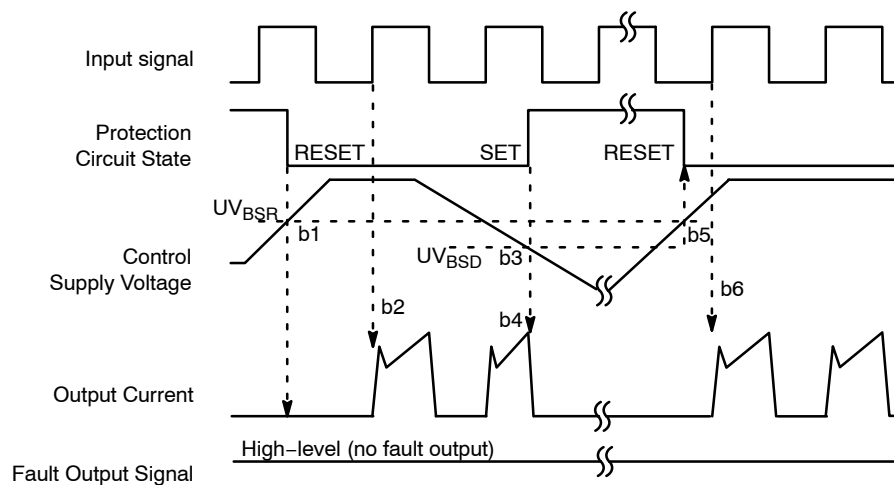 Input signal
Protection
Circuit State
RESET
SET
RESET
UVBSR
b1
b5
Control
Supply Voltage
UVBSD
b3
b2
b4
b6
Output Current
High−level (no fault output)
Fault Output Signal